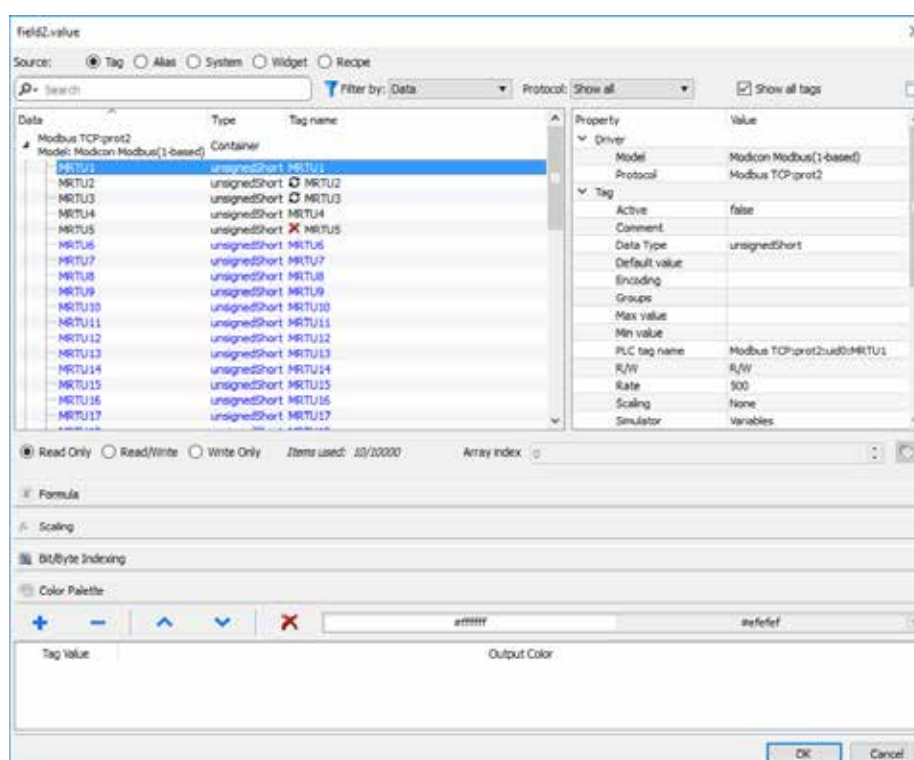 Field2.value
Source: Tag Alias System Widget Recipe
Search Filter by: Data Protocol: Show all Show all tags
Data Type Tag name
Modbus TCP:prot2
Model: Modicon Modbus(1-based) Container
MRTU1 unsignedShort MRTU1
MRTU2 unsignedShort MRTU2
MRTU3 unsignedShort MRTU3
MRTU4 unsignedShort MRTU4
MRTU5 unsignedShort MRTU5
MRTU6 unsignedShort MRTU6
MRTU7 unsignedShort MRTU7
MRTU8 unsignedShort MRTU8
MRTU9 unsignedShort MRTU9
MRTU10 unsignedShort MRTU10
MRTU11 unsignedShort MRTU11
MRTU12 unsignedShort MRTU12
MRTU13 unsignedShort MRTU13
MRTU14 unsignedShort MRTU14
MRTU15 unsignedShort MRTU15
MRTU16 unsignedShort MRTU16
MRTU17 unsignedShort MRTU17
Property Value
Driver
Model Modicon Modbus(1-based)
Protocol Modbus TCP:prot2
Tag
Active false
Comment
Data Type unsignedShort
Default value
Encoding
Groups
Max value
Min value
PLC tag name Modbus TCP:prot2:uid0:MRTU1
R/W R/W
Rate 500
Scaling None
Simulator Variables
Read Only Read/Write Write Only Items used: 10/10000 Array index 0
Formula
Scaling
Bit/Byte Indexing
Color Palette
#ffffff #efefef
Tag Value Output Color
OK Cancel